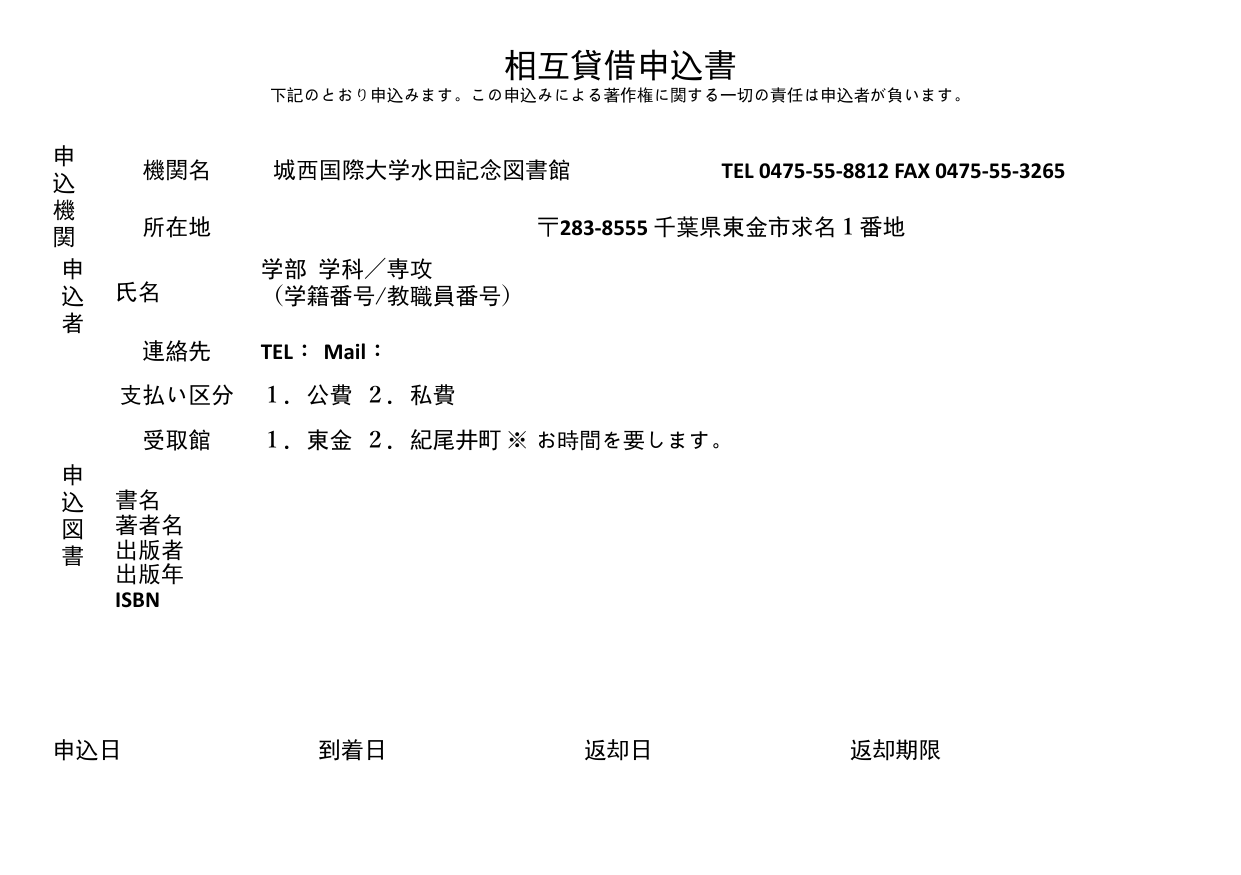 相互貸借申込書
下記のとおり申込みます。この申込みによる著作権に関する一切の責任は申込者が負います。
申込機関
機関名 城西国際大学水田記念図書館 TEL 0475-55-8812 FAX 0475-55-3265
所在地 〒283-8555 千葉県東金市求名１番地
申込者
氏名
学部 学科／専攻
（学籍番号/教職員番号）
連絡先 TEL： Mail：
支払い区分 １．公費 ２．私費
受取館 １．東金 ２．紀尾井町 ※ お時間を要します。
申込図書
書名
著者名
出版者
出版年
ISBN
申込日 到着日 返却日 返却期限